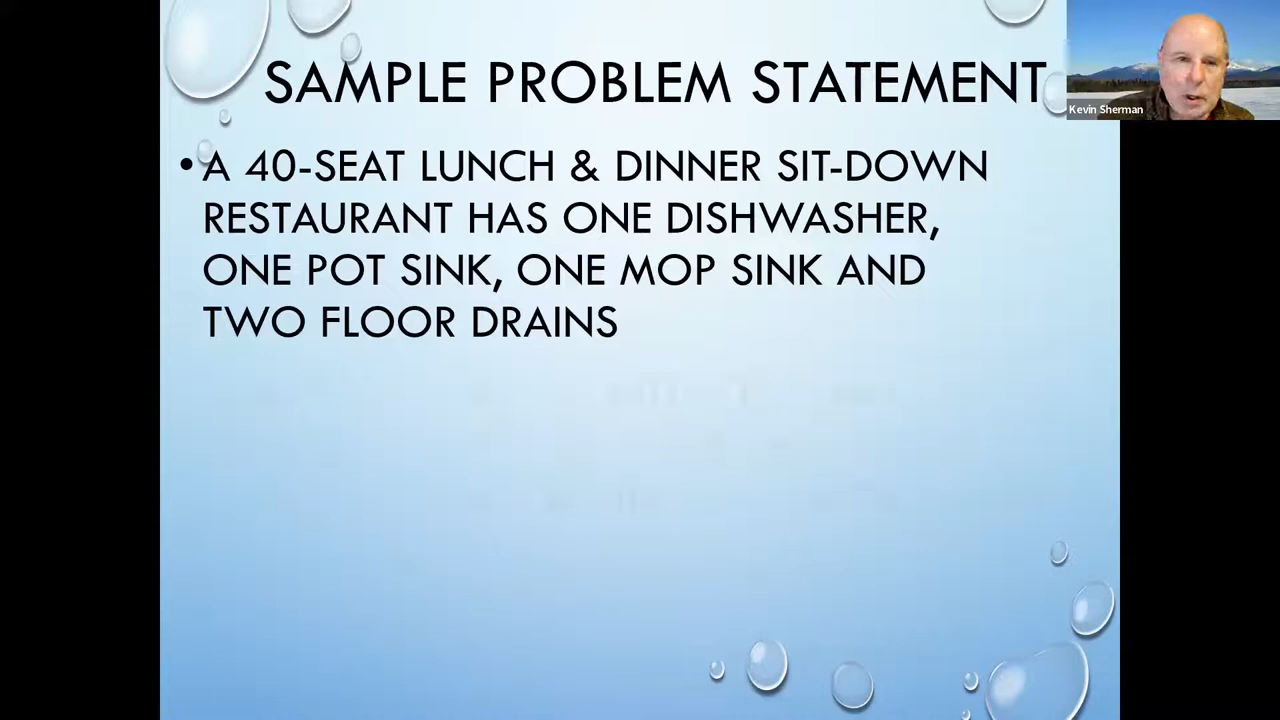 SAMPLE PROBLEM STATEMENT
Kevin Sherman
• A 40-SEAT LUNCH & DINNER SIT-DOWN
RESTAURANT HAS ONE DISHWASHER,
ONE POT SINK, ONE MOP SINK AND
TWO FLOOR DRAINS